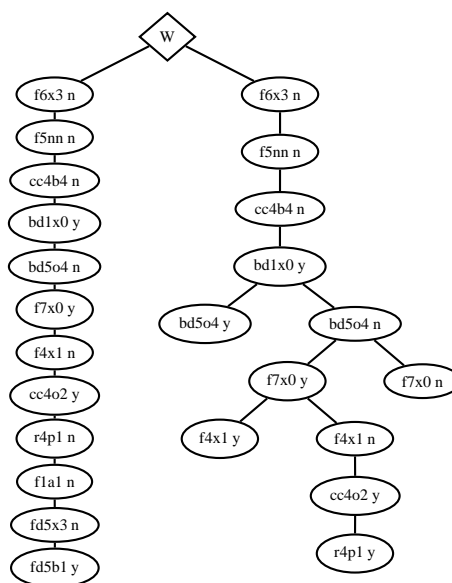 W
f6x3 n
f6x3 n
f5nn n
f5nn n
cc4b4 n
cc4b4 n
bd1x0 y
bd1x0 y
bd5o4 n
bd5o4 y
bd5o4 n
f7x0 y
f7x0 y
f7x0 n
f4x1 n
cc4o2 y
f4x1 y
f4x1 n
r4p1 n
f1a1 n
cc4o2 y
fd5x3 n
r4p1 y
fd5b1 y